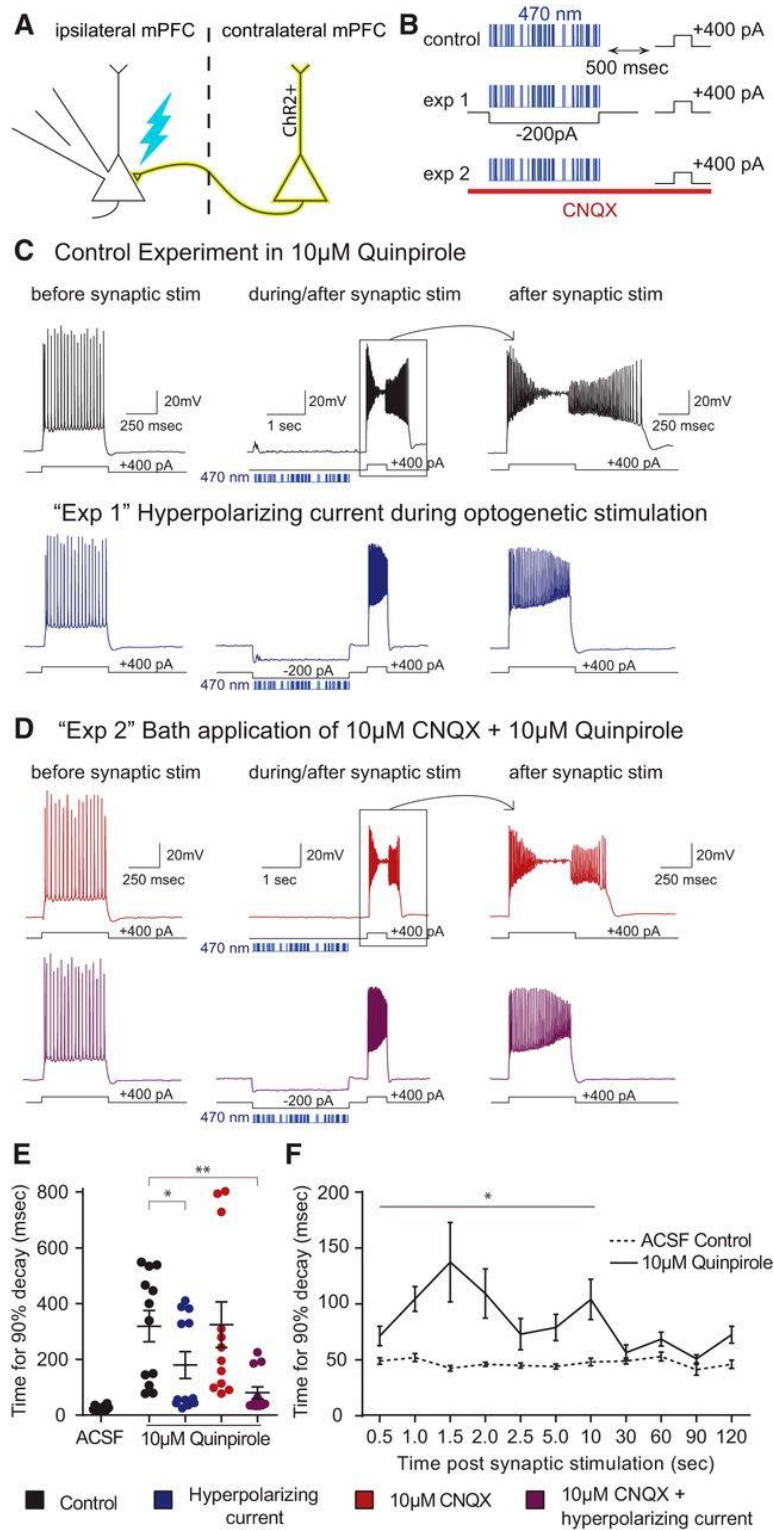 A
ipsilateral mPFC
contralateral mPFC
ChR2+
B
470 nm
control
+400 pA
500 msec
exp 1
+400 pA
-200pA
exp 2
+400 pA
CNQX
C Control Experiment in 10µM Quinpirole
before synaptic stim
during/after synaptic stim
after synaptic stim
20mV
250 msec
20mV
1 sec
20mV
250 msec
+400 pA
+400 pA
+400 pA
470 nm
"Exp 1" Hyperpolarizing current during optogenetic stimulation
+400 pA
-200 pA
+400 pA
+400 pA
470 nm
D "Exp 2" Bath application of 10µM CNQX + 10µM Quinpirole
before synaptic stim
during/after synaptic stim
after synaptic stim
20mV
250 msec
20mV
1 sec
20mV
250 msec
+400 pA
+400 pA
+400 pA
470 nm
+400 pA
-200 pA
+400 pA
+400 pA
470 nm
E
Time for 90% decay (msec)
800
600
400
200
0
*
**
ACSF
10µM Quinpirole
F
Time for 90% decay (msec)
200
150
100
50
0
*
ACSF Control
10µM Quinpirole
0.5 1.0 1.5 2.0 2.5 5.0 10 30 60 90 120
Time post synaptic stimulation (sec)
Control
Hyperpolarizing
current
10µM CNQX
10µM CNQX +
hyperpolarizing current